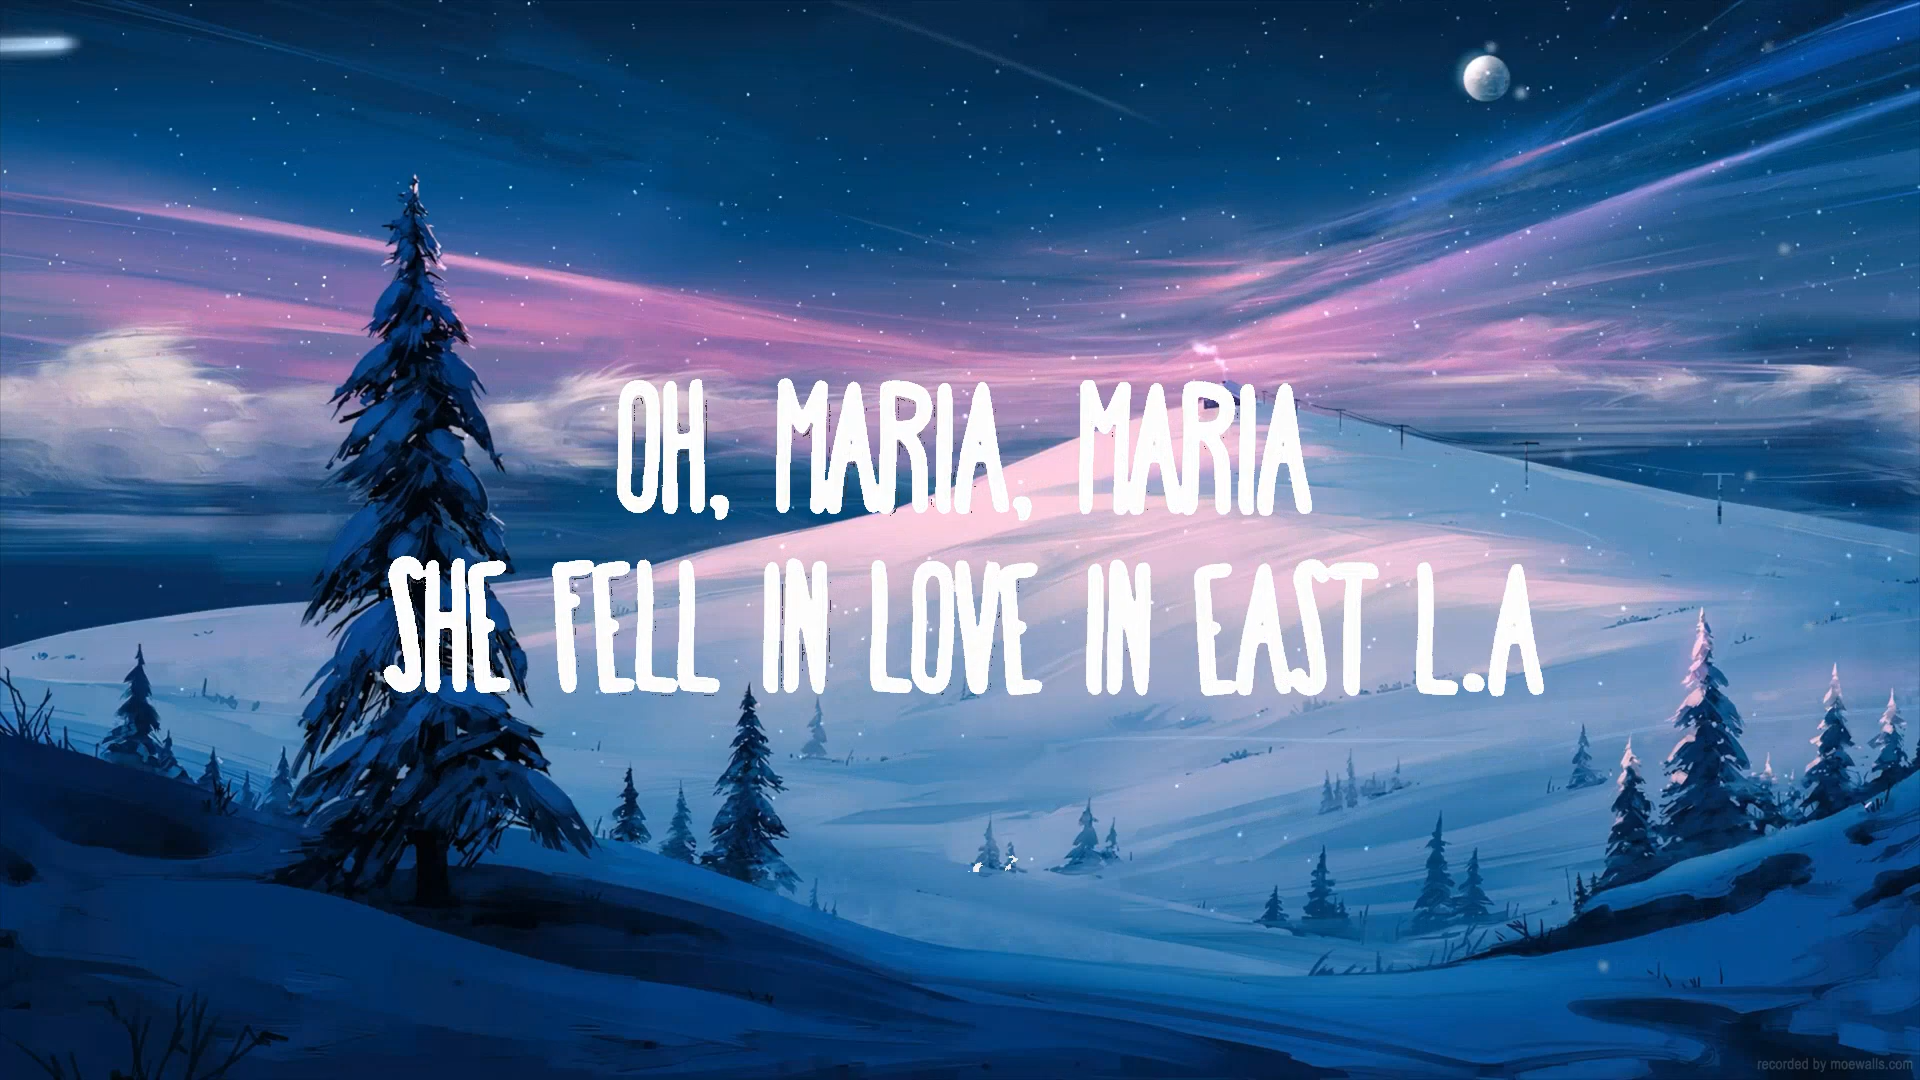 OH, MARIA, MARIA
SHE FELL IN LOVE IN EAST L.A
recorded by moewalls.com